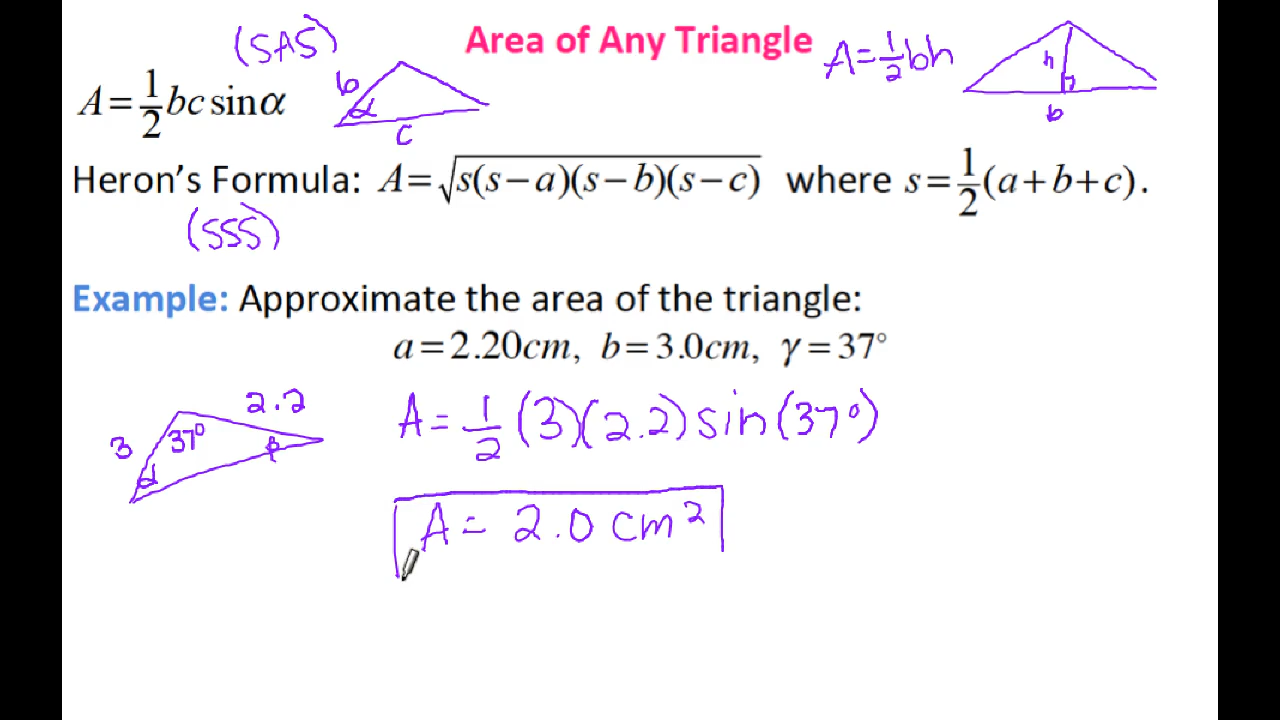 (SAS)
Area of Any Triangle
A=½bh
h
b
A=½bc sinα
b
α
c
Heron's Formula: A=√s(s−a)(s−b)(s−c) where s=½(a+b+c).
(SSS)
Example: Approximate the area of the triangle:
a=2.20cm, b=3.0cm, γ=37°
2.2
3
37°
α
β
A=½(3)(2.2)sin(37°)
A=2.0 cm²